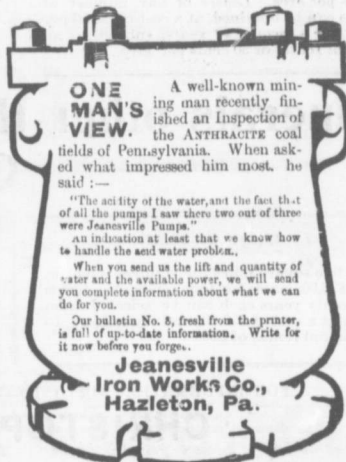 ONE
MAN'S
VIEW.
A well-known min-
ing man recently fin-
ished an Inspection of
the ANTHRACITE coal
fields of Pennsylvania. When ask-
ed what impressed him most, he
said :—
"The acidity of the water, and the fact that
of all the pumps I saw there two out of three
were Jeanesville Pumps."
An indication at least that we know how
to handle the acid water problem.
When you send us the lift and quantity of
water and the available power, we will send
you complete information about what we can
do for you.
Our bulletin No. 8, fresh from the printer,
is full of up-to-date information. Write for
it now before you forget.
Jeanesville
Iron Works Co.,
Hazleton, Pa.